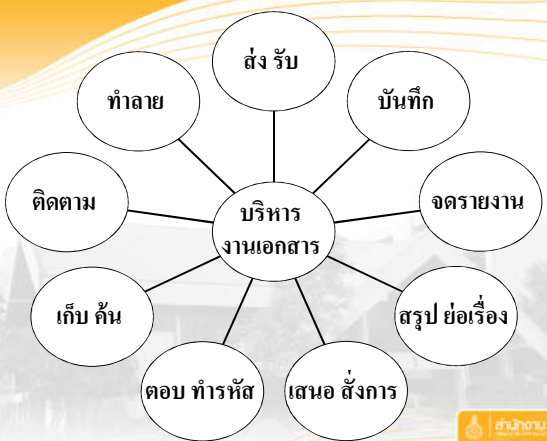 ส่ง รับ
บันทึก
จดรายงาน
สรุป ย่อเรื่อง
เสนอ สั่งการ
ตอบ ทำรหัส
เก็บ ค้น
ติดตาม
ทำลาย
บริหาร
งานเอกสาร
สำนักงาน